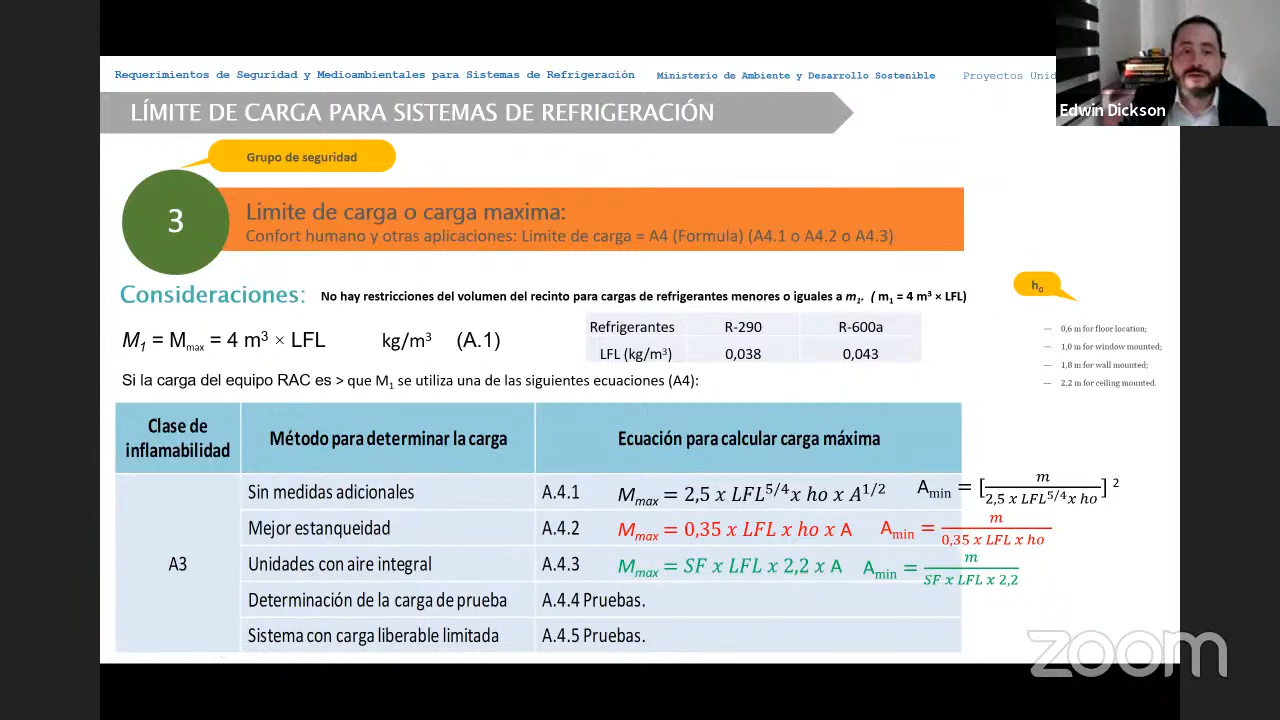 Requerimientos de Seguridad y Medioambientales para Sistemas de Refrigeración Ministerio de Ambiente y Desarrollo Sostenible Proyectos Unid
Edwin Dickson
LÍMITE DE CARGA PARA SISTEMAS DE REFRIGERACIÓN
Grupo de seguridad
3
Limite de carga o carga maxima:
Confort humano y otras aplicaciones: Limite de carga = A4 (Formula) (A4.1 o A4.2 o A4.3)
Consideraciones: No hay restricciones del volumen del recinto para cargas de refrigerantes menores o iguales a m₁. ( m₁ = 4 m³ × LFL)
h₀
0,6 m for floor location;
1,0 m for window mounted;
1,8 m for wall mounted;
2,2 m for ceiling mounted.
M₁ = Mₘₐₓ = 4 m³ × LFL kg/m³ (A.1)
Refrigerantes R-290 R-600a
LFL (kg/m³) 0,038 0,043
Si la carga del equipo RAC es > que M₁ se utiliza una de las siguientes ecuaciones (A4):
Clase de inflamabilidad Método para determinar la carga Ecuación para calcular carga máxima
A3
Sin medidas adicionales A.4.1 Mmax = 2,5 x LFL^5/4 x ho x A^1/2 Amin = [m / 2,5 x LFL^5/4 x ho]²
Mejor estanqueidad A.4.2 Mmax = 0,35 x LFL x ho x A Amin = m / 0,35 x LFL x ho
Unidades con aire integral A.4.3 Mmax = SF x LFL x 2,2 x A Amin = m / SF x LFL x 2,2
Determinación de la carga de prueba A.4.4 Pruebas.
Sistema con carga liberable limitada A.4.5 Pruebas.
zoom